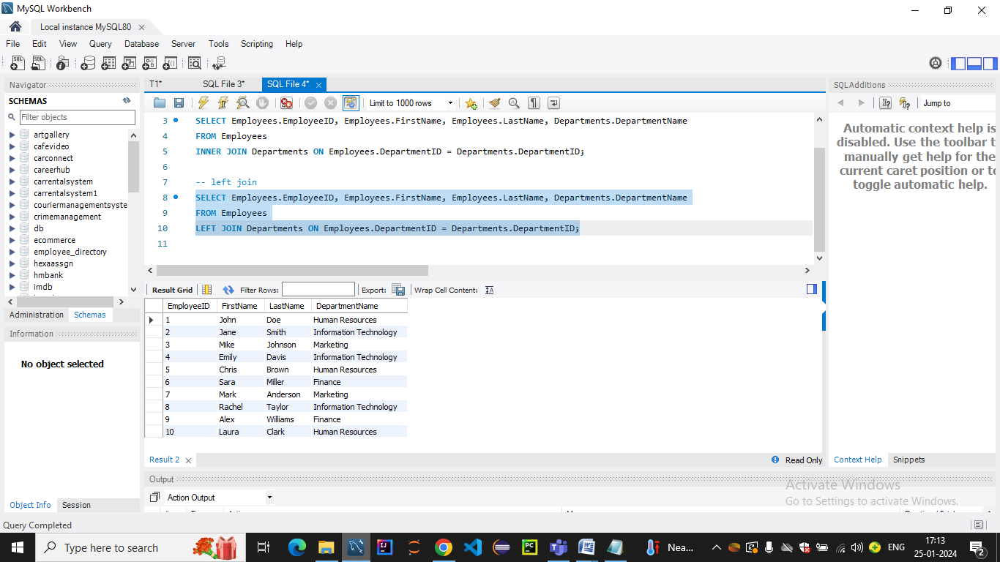 MySQL Workbench
Local instance MySQL80
File Edit View Query Database Server Tools Scripting Help
Navigator
SCHEMAS
Filter objects
artgallery
cafevideo
carconnect
careerhub
carrentalsystem
carrentalsystem1
couriermanagementsyste
crimemanagement
db
ecommerce
employee_directory
hexaassgn
hmbank
imdb
Administration Schemas
Information
No object selected
Object Info Session
T1* SQL File 3* SQL File 4*
Limit to 1000 rows
3 SELECT Employees.EmployeeID, Employees.FirstName, Employees.LastName, Departments.DepartmentName
4 FROM Employees
5 INNER JOIN Departments ON Employees.DepartmentID = Departments.DepartmentID;
6
7 -- left join
8 SELECT Employees.EmployeeID, Employees.FirstName, Employees.LastName, Departments.DepartmentName
9 FROM Employees
10 LEFT JOIN Departments ON Employees.DepartmentID = Departments.DepartmentID;
11
Result Grid Filter Rows: Export: Wrap Cell Content:
EmployeeID FirstName LastName DepartmentName
1 John Doe Human Resources
2 Jane Smith Information Technology
3 Mike Johnson Marketing
4 Emily Davis Information Technology
5 Chris Brown Human Resources
6 Sara Miller Finance
7 Mark Anderson Marketing
8 Rachel Taylor Information Technology
9 Alex Williams Finance
10 Laura Clark Human Resources
Result 2 Read Only
Output
Action Output
SQLAdditions
Jump to
Automatic context help is
disabled. Use the toolbar t
manually get help for the
current caret position or to
toggle automatic help.
Context Help Snippets
Activate Windows
Go to Settings to activate Windows.
Query Completed
Type here to search
Nea...
ENG
17:13
25-01-2024
2